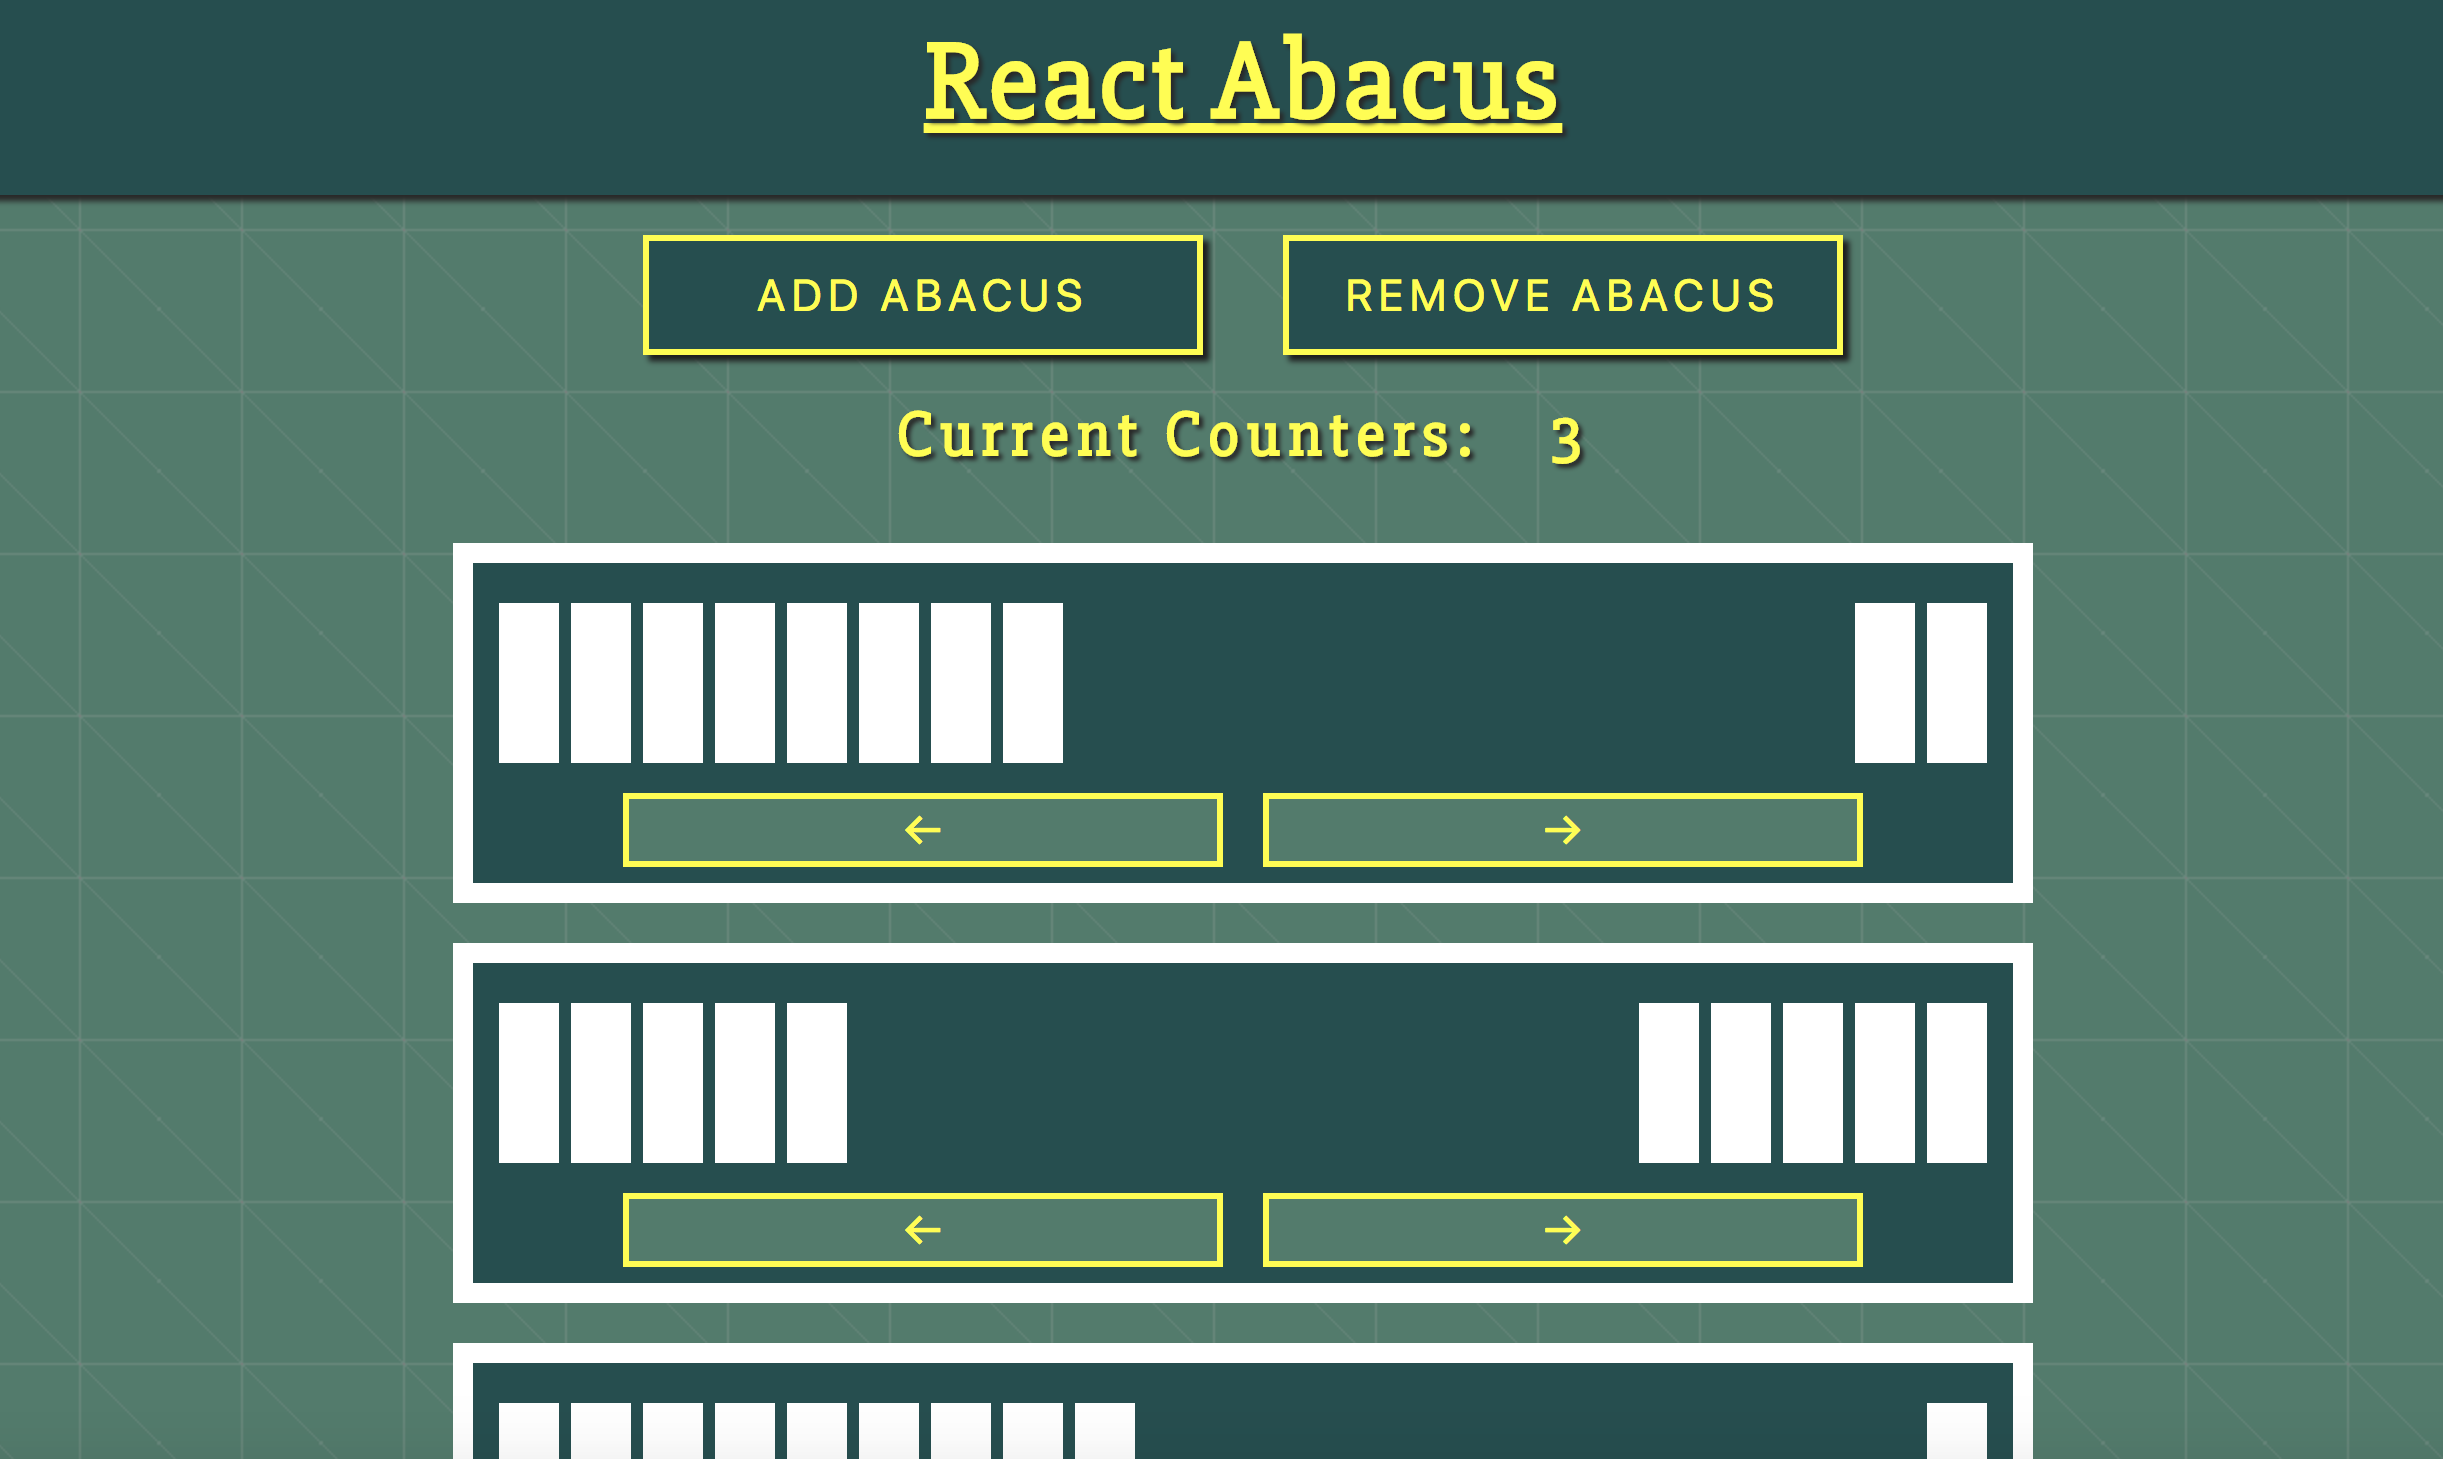 React Abacus
ADD ABACUS REMOVE ABACUS
Current Counters: 3
← →
← →